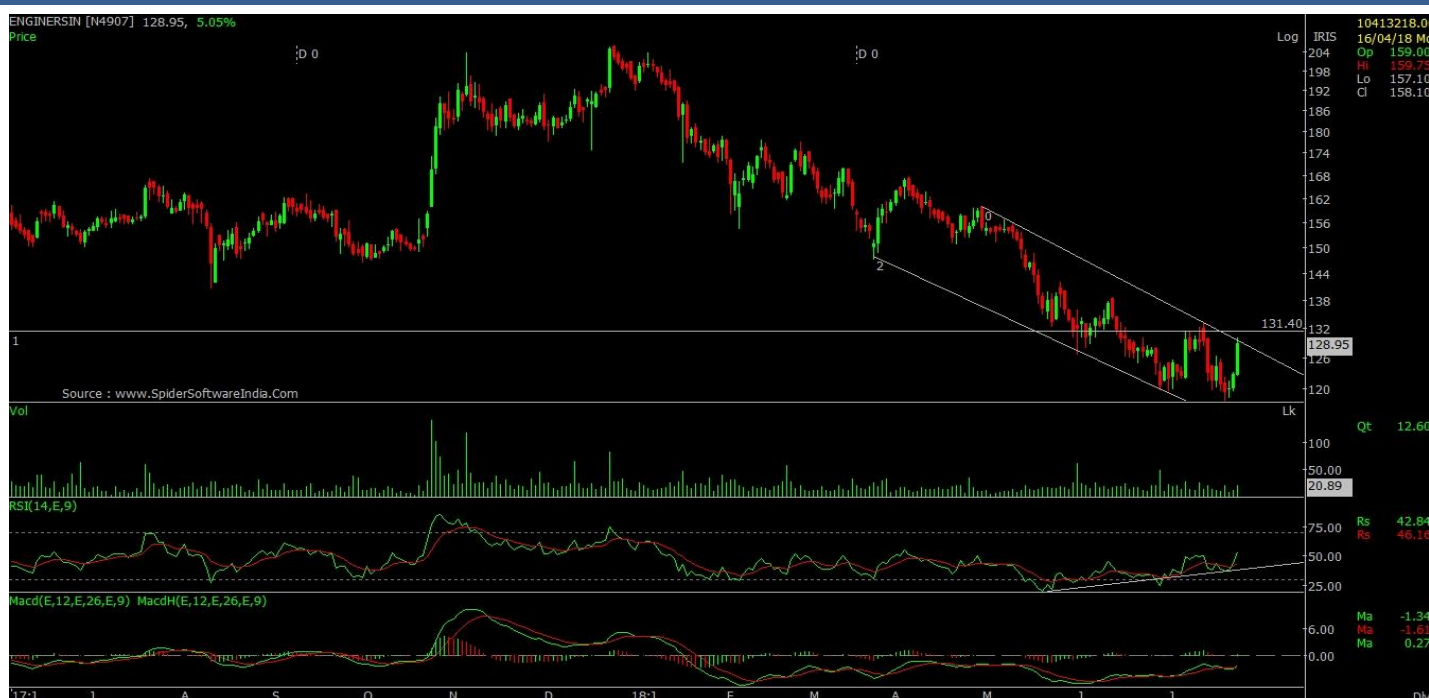 ENGINERSIN [N4907] 128.95, 5.05%
Price
D 0
D 0
Log
IRIS
10413218.0
16/04/18 Mo
Op 159.00
Hi 159.75
Lo 157.10
Cl 158.10
204
198
192
186
180
174
168
162
156
150
144
138
132
126
120
0
2
131.40
128.95
1
Source : www.SpiderSoftwareIndia.Com
Vol
Lk
Qt 12.60
100
50.00
20.89
RSI(14,E,9)
75.00
50.00
25.00
Rs 42.84
Rs 46.16
Macd(E,12,E,26,E,9) MacdH(E,12,E,26,E,9)
6.00
0.00
Ma -1.34
Ma -1.61
Ma 0.27
'17:1 J A S O N D '18:1 F M A M J J